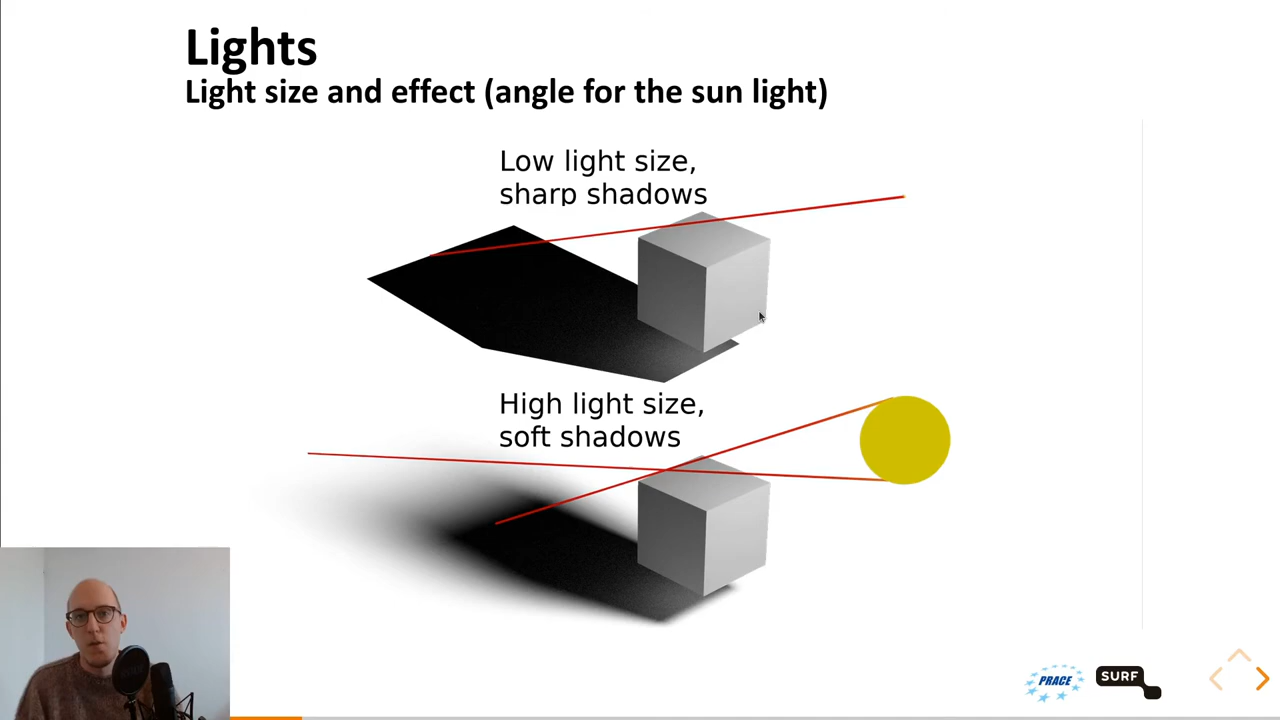 Lights
Light size and effect (angle for the sun light)
Low light size,
sharp shadows
High light size,
soft shadows
PRACE
SURF